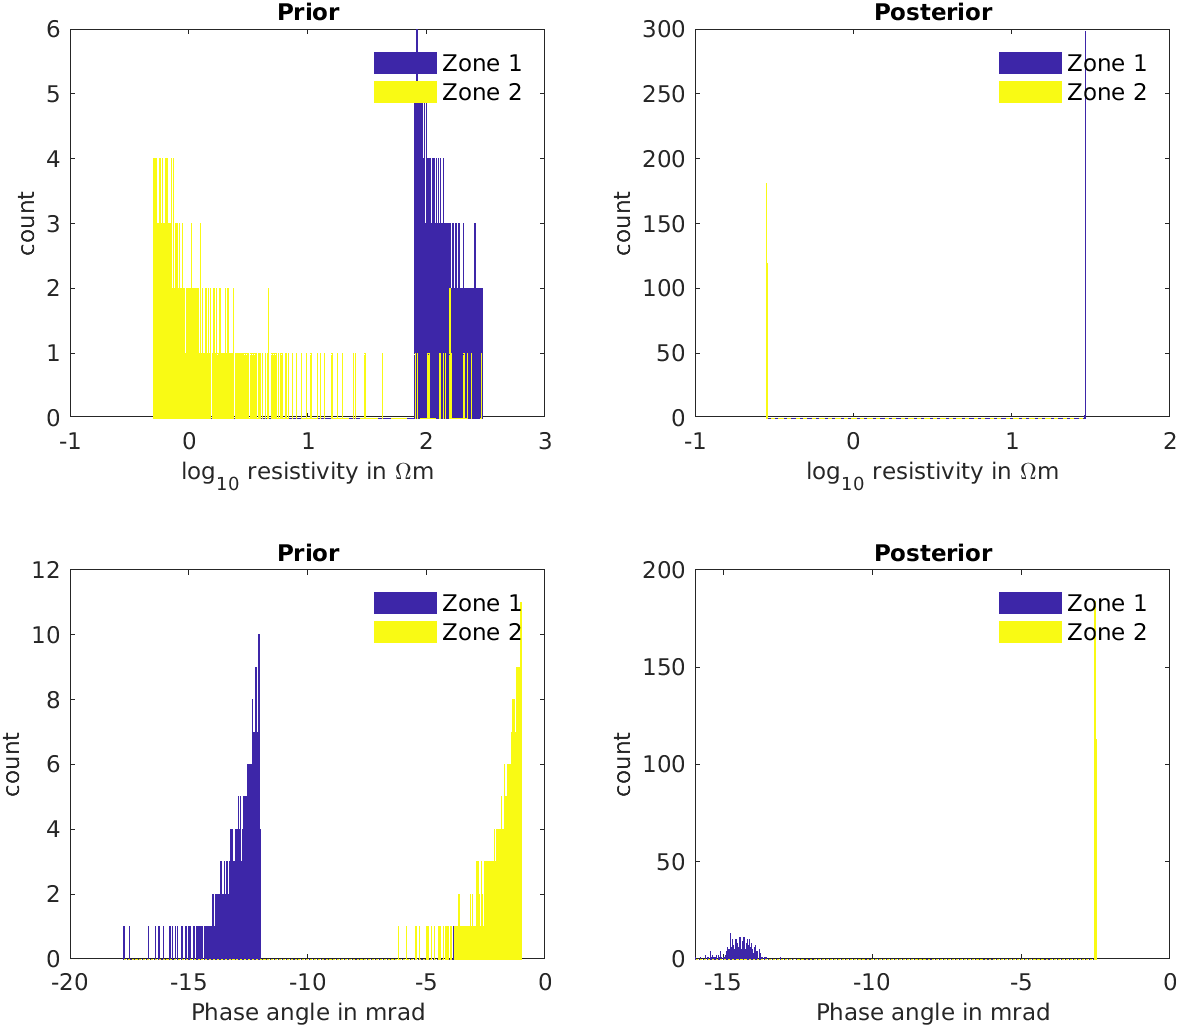 Prior
6
5
4
3
2
1
0
count
Zone 1
Zone 2
-1 0 1 2 3
log10 resistivity in Ωm
Posterior
300
250
200
150
100
50
0
count
Zone 1
Zone 2
-1 0 1 2
log10 resistivity in Ωm
Prior
12
10
8
6
4
2
0
count
Zone 1
Zone 2
-20 -15 -10 -5 0
Phase angle in mrad
Posterior
200
150
100
50
0
count
Zone 1
Zone 2
-15 -10 -5 0
Phase angle in mrad